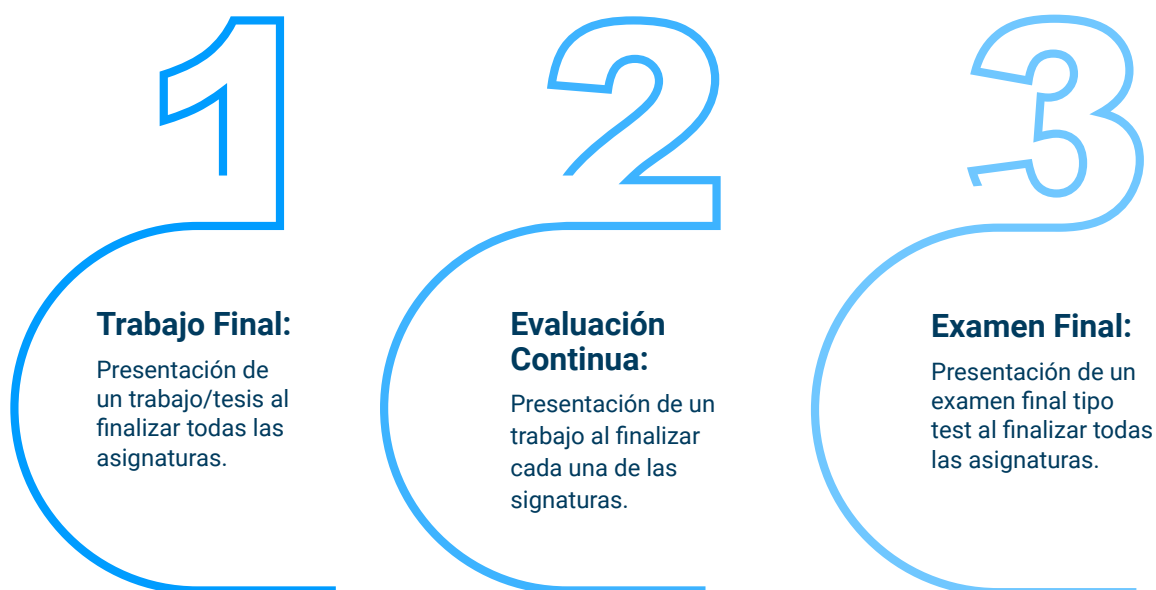 1
Trabajo Final:
Presentación de
un trabajo/tesis al
finalizar todas las
asignaturas.
2
Evaluación
Continua:
Presentación de un
trabajo al finalizar
cada una de las
signaturas.
3
Examen Final:
Presentación de un
examen final tipo
test al finalizar todas
las asignaturas.